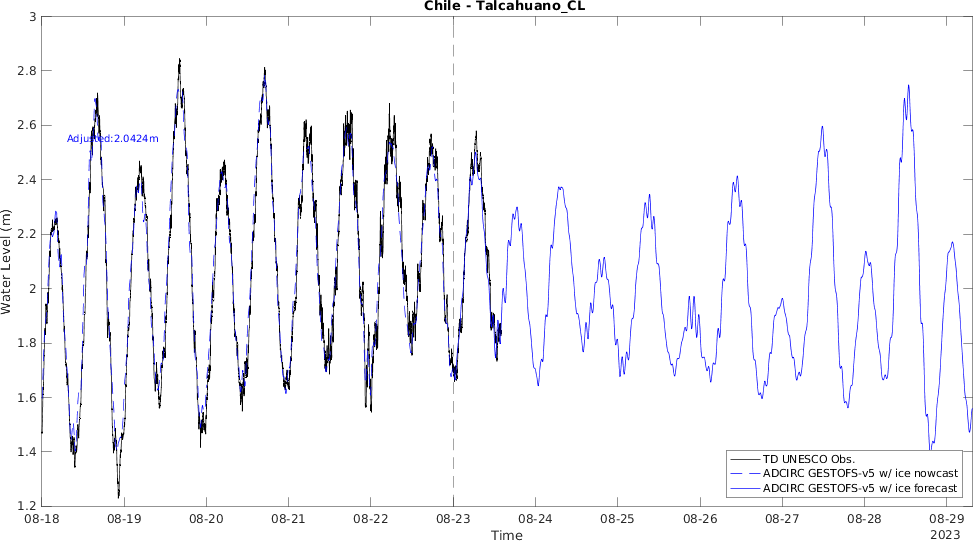 Chile - Talcahuano_CL
3
2.8
2.6
Adjusted:2.0424m
2.4
2.2
Water Level (m)
2
1.8
1.6
1.4
1.2
TD UNESCO Obs.
ADCIRC GESTOFS-v5 w/ ice nowcast
ADCIRC GESTOFS-v5 w/ ice forecast
08-18 08-19 08-20 08-21 08-22 08-23 08-24 08-25 08-26 08-27 08-28 08-29
Time
2023